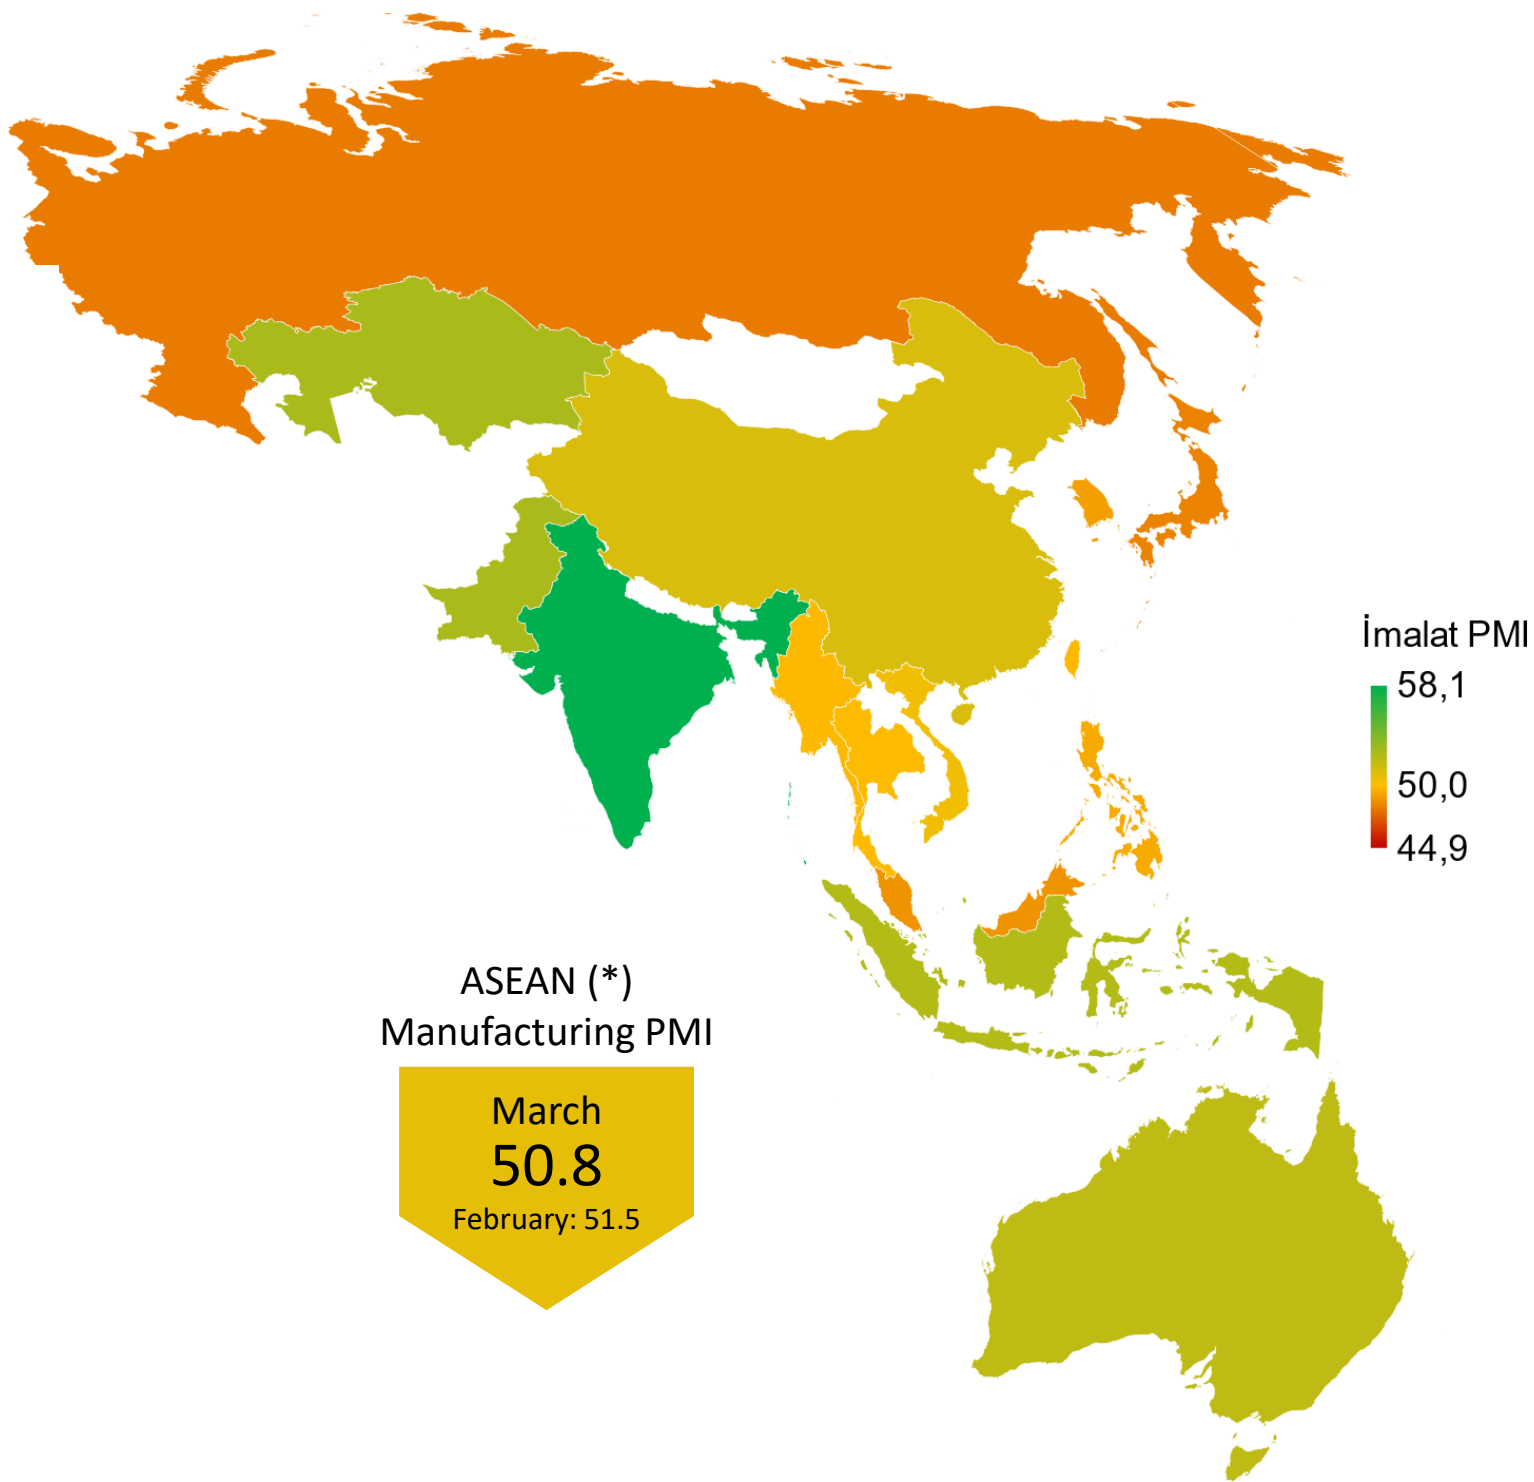 İmalat PMI
58,1
50,0
44,9
ASEAN (*)
Manufacturing PMI
March
50.8
February: 51.5